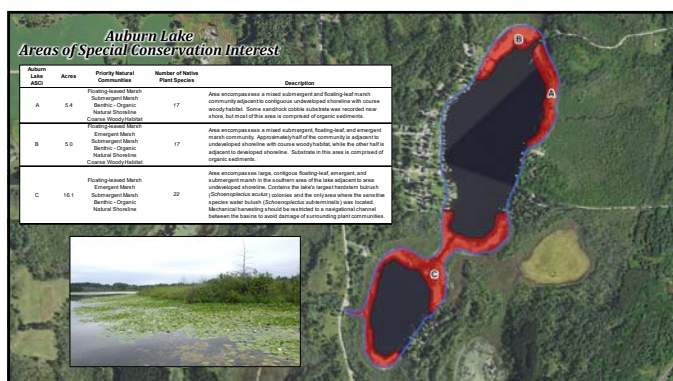 Auburn Lake
Areas of Special Conservation Interest
Auburn Lake ASCI Acres Priority Natural Communities Number of Native Plant Species Description
A 5.4 Floating-leaved Marsh Submergent Marsh Benthic - Organic Natural Shoreline Coarse Woody Habitat 17
Area encompasses a mixed submergent and floating-leaf marsh
community adjacent to contiguous undeveloped shoreline with course
woody habitat. Some sand/rock cobble substrate was recorded near
shore, but most of this area is comprised of organic sediments.
B 5.0 Floating-leaved Marsh Emergent Marsh Submergent Marsh Benthic - Organic Natural Shoreline Coarse Woody Habitat 17
Area encompasses a mixed submergent, floating-leaf, and emergent
marsh community. Approximately half of the community is adjacent to
undeveloped shoreline with course woody habitat, while the other half is
adjacent to developed shoreline. Substrate in this area is comprised of
organic sediments.
C 16.1 Floating-leaved Marsh Emergent Marsh Submergent Marsh Benthic - Organic Natural Shoreline 22
Area encompasses large, contigous floating-leaf, emergent, and
submergent marsh in the southern area of the lake adjacent to area
undeveloped shoreline. Contains the lake's largest hardstem bulrush
(Schoenoplectus acutus) colonies and the only area where the sensitive
species water bulush (Schoenoplectus subterminalis) was located.
Mechanical harvesting should be restricted to a navigational channel
between the basins to avoid damage of surrounding plant communities.
B
A
C